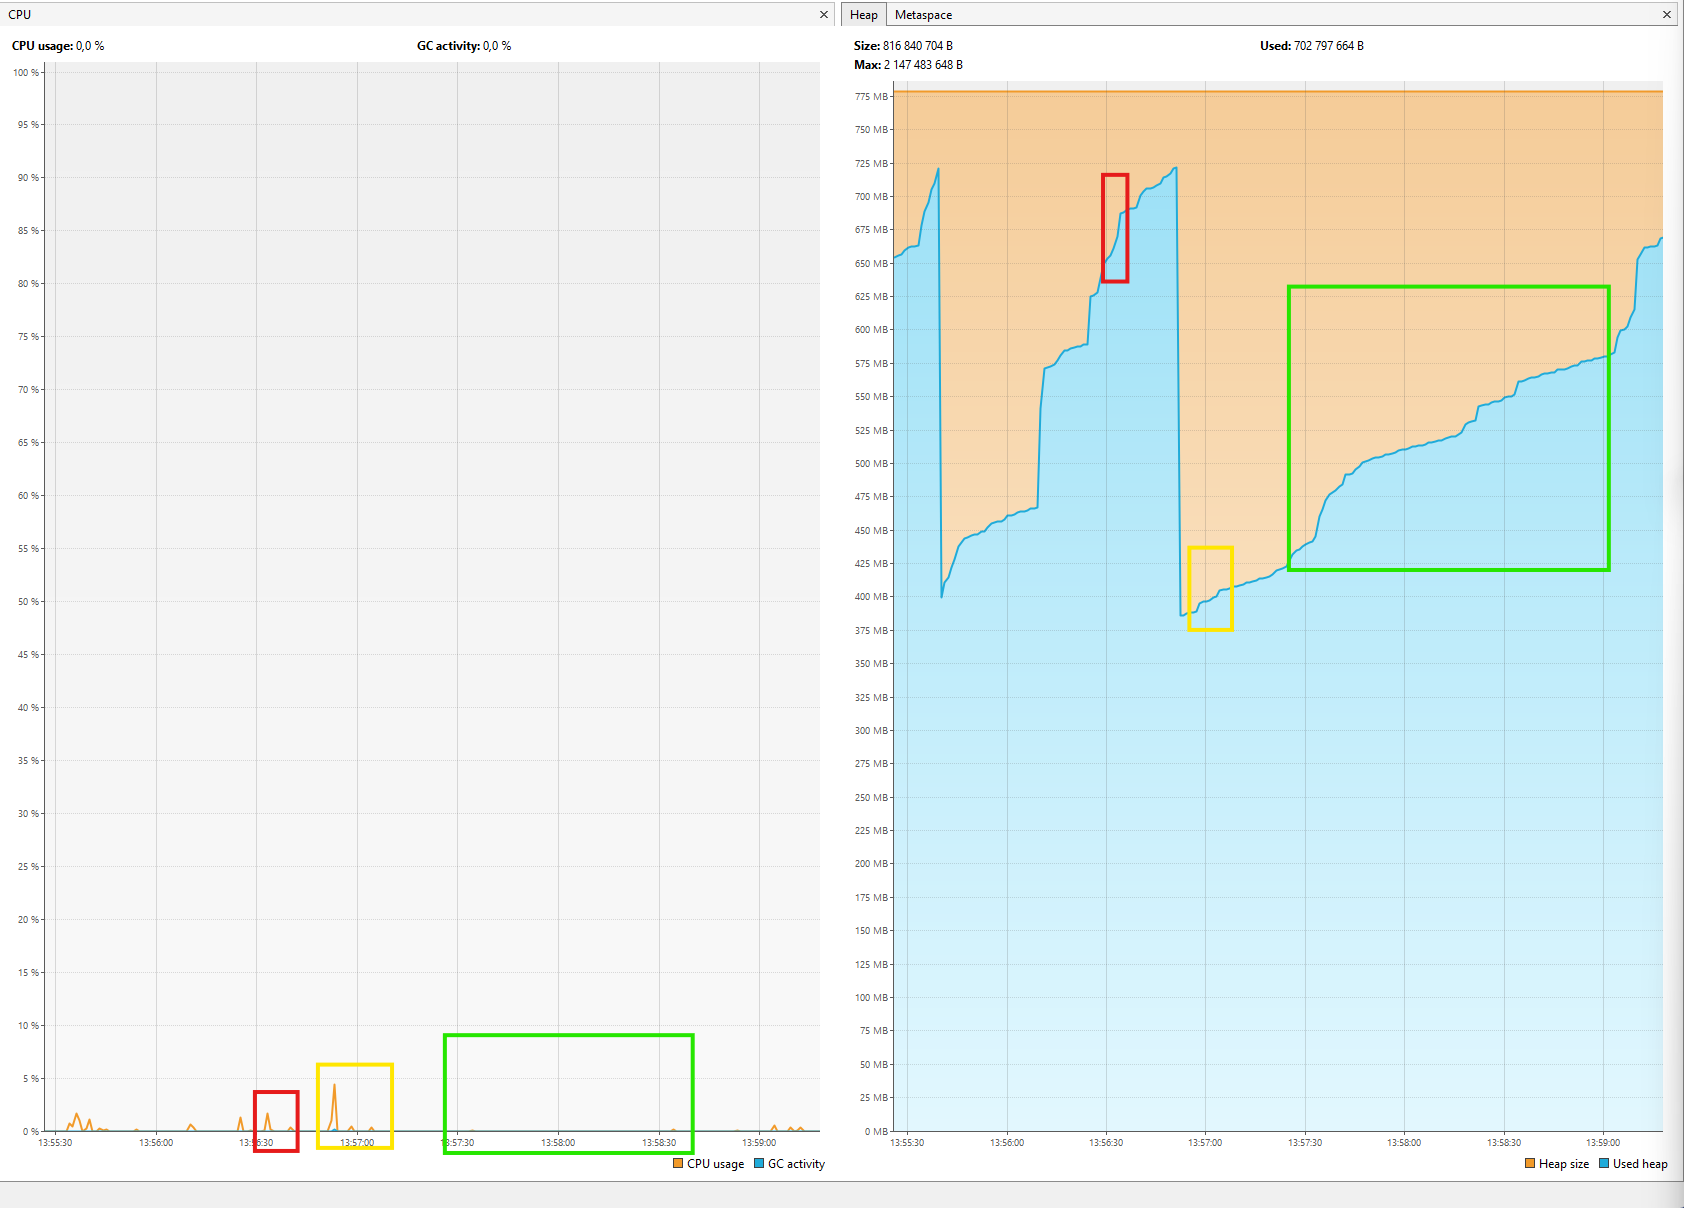 CPU
CPU usage: 0,0 %
GC activity: 0,0 %
100 %
95 %
90 %
85 %
80 %
75 %
70 %
65 %
60 %
55 %
50 %
45 %
40 %
35 %
30 %
25 %
20 %
15 %
10 %
5 %
0 %
13:55:30 13:56:00 13:56:30 13:57:00 13:57:30 13:58:00 13:58:30 13:59:00
CPU usage GC activity
Heap Metaspace
Size: 816 840 704 B
Used: 702 797 664 B
Max: 2 147 483 648 B
775 MB
750 MB
725 MB
700 MB
675 MB
650 MB
625 MB
600 MB
575 MB
550 MB
525 MB
500 MB
475 MB
450 MB
425 MB
400 MB
375 MB
350 MB
325 MB
300 MB
275 MB
250 MB
225 MB
200 MB
175 MB
150 MB
125 MB
100 MB
75 MB
50 MB
25 MB
0 MB
13:55:30 13:56:00 13:56:30 13:57:00 13:57:30 13:58:00 13:58:30 13:59:00
Heap size Used heap